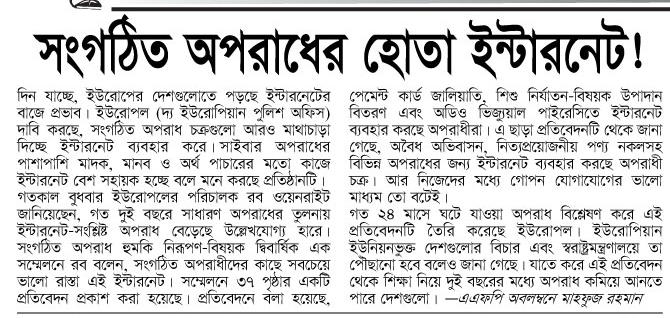 সংগঠিত অপরাধের হোতা ইন্টারনেট!
দিন যাচ্ছে, ইউরোপের দেশগুলোতে পড়ছে ইন্টারনেটের
বাজে প্রভাব। ইউরোপল (দ্য ইউরোপিয়ান পুলিশ অফিস)
দাবি করছে, সংগঠিত অপরাধ চক্রগুলো আরও মাথাচাড়া
দিচ্ছে ইন্টারনেট ব্যবহার করে। সাইবার অপরাধের
পাশাপাশি মাদক, মানব ও অর্থ পাচারের মতো কাজে
ইন্টারনেট বেশ সহায়ক হচ্ছে বলে মনে করছে প্রতিষ্ঠানটি।
গতকাল বুধবার ইউরোপলের পরিচালক রব ওয়েনরাইট
জানিয়েছেন, গত দুই বছরে সাধারণ অপরাধের তুলনায়
ইন্টারনেট-সংশ্লিষ্ট অপরাধ বেড়েছে উল্লেখযোগ্য হারে।
সংগঠিত অপরাধ হুমকি নিরূপণ-বিষয়ক দ্বিবার্ষিক এক
সম্মেলনে রব বলেন, সংগঠিত অপরাধীদের কাছে সবচেয়ে
ভালো রাস্তা এই ইন্টারনেট। সম্মেলনে ৩৭ পৃষ্ঠার একটি
প্রতিবেদন প্রকাশ করা হয়েছে। প্রতিবেদনে বলা হয়েছে,
পেমেন্ট কার্ড জালিয়াতি, শিশু নির্যাতন-বিষয়ক উপাদান
বিতরণ এবং অডিও ভিজ্যুয়াল পাইরেসিতে ইন্টারনেট
ব্যবহার করছে অপরাধীরা। এ ছাড়া প্রতিবেদনটি থেকে জানা
গেছে, অবৈধ অভিবাসন, নিত্যপ্রয়োজনীয় পণ্য নকলসহ
বিভিন্ন অপরাধের জন্য ইন্টারনেট ব্যবহার করছে অপরাধী
চক্র। আর নিজেদের মধ্যে গোপন যোগাযোগের ভালো
মাধ্যম তো বটেই।
গত ২৪ মাসে ঘটে যাওয়া অপরাধ বিশ্লেষণ করে এই
প্রতিবেদনটি তৈরি করেছে ইউরোপল। ইউরোপিয়ান
ইউনিয়নভুক্ত দেশগুলোর বিচার এবং স্বরাষ্ট্রমন্ত্রণালয়ে তা
পৌঁছানো হবে বলেও জানা গেছে। যাতে করে এই প্রতিবেদন
থেকে শিক্ষা নিয়ে দুই বছরের মধ্যে অপরাধ কমিয়ে আনতে
পারে দেশগুলো। —এএফপি অবলম্বনে মাহফুজ রহমান